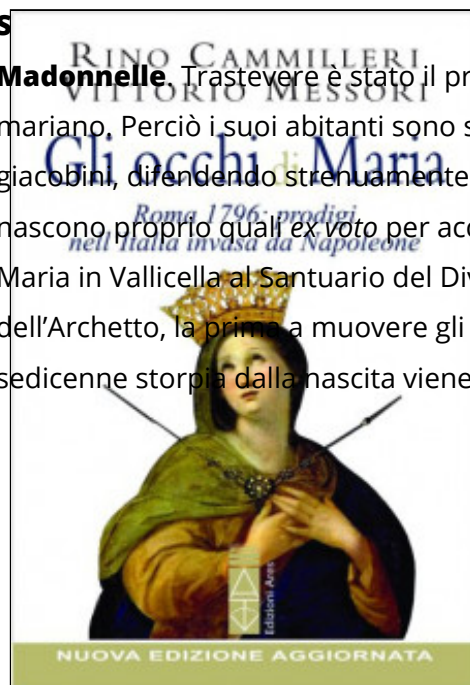 S
RINO CAMMILLERI
Madonnelle. Trastevere è stato il pr
VITTORIO MESSORI
mariano. Perciò i suoi abitanti sono s
Gli occhi di Maria
giacobini, difendendo strenuamente
Roma 1796: prodigi
nascono proprio quali ex voto per acc
nell'Italia invasa da Napoleone
Maria in Vallicella al Santuario del Div
dell'Archetto, la prima a muovere gli
sedicenne storpia dalla nascita viene
Edizioni Ares
NUOVA EDIZIONE AGGIORNATA